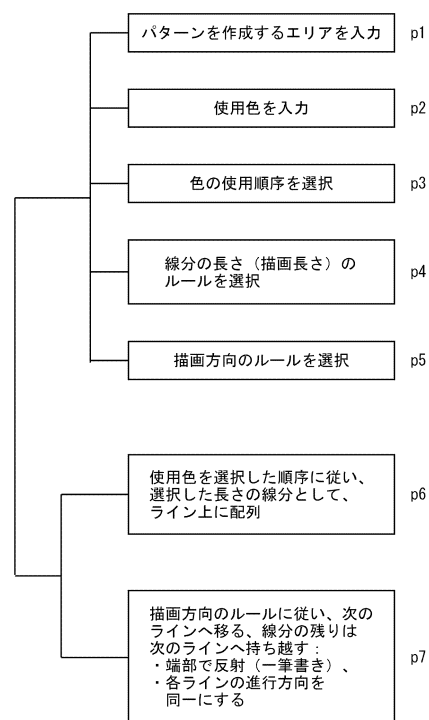 パターンを作成するエリアを入力 p1
使用色を入力 p2
色の使用順序を選択 p3
線分の長さ(描画長さ)の
ルールを選択 p4
描画方向のルールを選択 p5
使用色を選択した順序に従い、
選択した長さの線分として、
ライン上に配列 p6
描画方向のルールに従い、次の
ラインへ移る、線分の残りは
次のラインへ持ち越す:
・端部で反射(一筆書き)、
・各ラインの進行方向を
同一にする p7